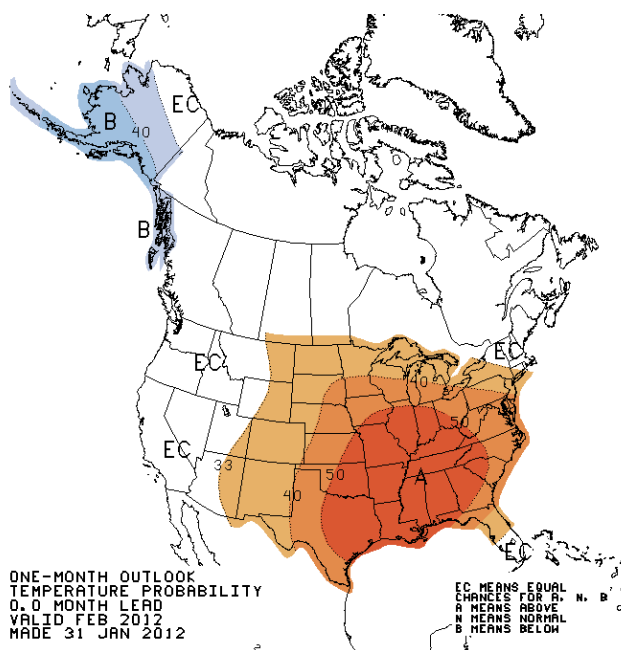 EC
B
40
B
EC
EC
40
EC
50
33
50
A
40
EC
ONE-MONTH OUTLOOK
TEMPERATURE PROBABILITY
0.0 MONTH LEAD
VALID FEB 2012
MADE 31 JAN 2012
EC MEANS EQUAL
CHANCES FOR A, N, B
A MEANS ABOVE
N MEANS NORMAL
B MEANS BELOW